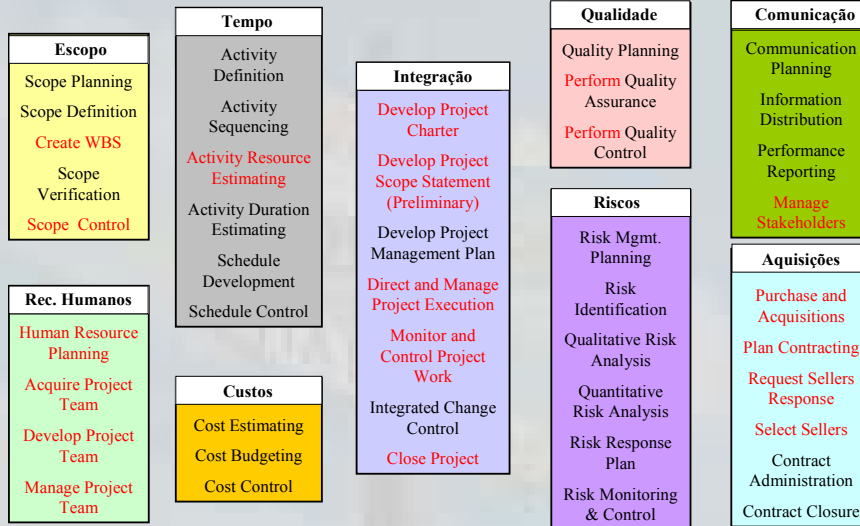 Escopo
Scope Planning
Scope Definition
Create WBS
Scope
Verification
Scope Control
Rec. Humanos
Human Resource
Planning
Acquire Project
Team
Develop Project
Team
Manage Project
Team
Tempo
Activity
Definition
Activity
Sequencing
Activity Resource
Estimating
Activity Duration
Estimating
Schedule
Development
Schedule Control
Custos
Cost Estimating
Cost Budgeting
Cost Control
Integração
Develop Project
Charter
Develop Project
Scope Statement
(Preliminary)
Develop Project
Management Plan
Direct and Manage
Project Execution
Monitor and
Control Project
Work
Integrated Change
Control
Close Project
Qualidade
Quality Planning
Perform Quality
Assurance
Perform Quality
Control
Riscos
Risk Mgmt.
Planning
Risk
Identification
Qualitative Risk
Analysis
Quantitative
Risk Analysis
Risk Response
Plan
Risk Monitoring
& Control
Comunicação
Communication
Planning
Information
Distribution
Performance
Reporting
Manage
Stakeholders
Aquisições
Purchase and
Acquisitions
Plan Contracting
Request Sellers
Response
Select Sellers
Contract
Administration
Contract Closure